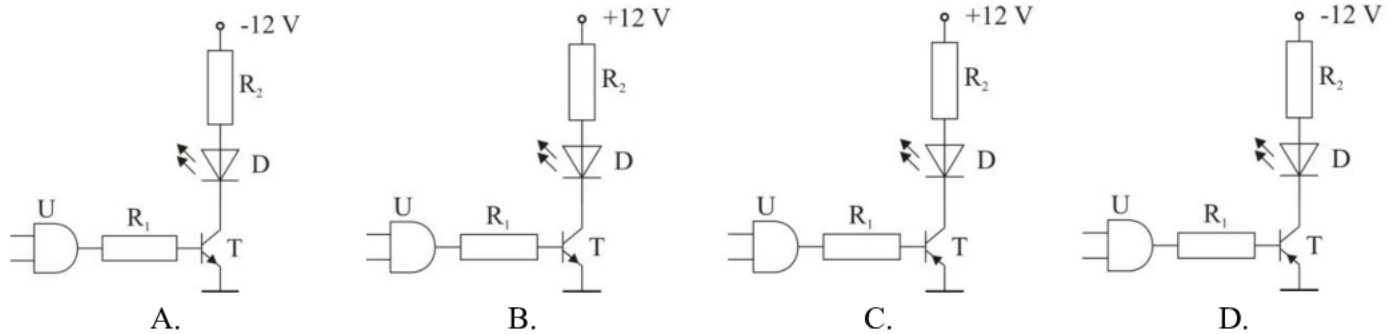 -12 V
R₂
D
U
R₁
T
A.
+12 V
R₂
D
U
R₁
T
B.
+12 V
R₂
D
U
R₁
T
C.
-12 V
R₂
D
U
R₁
T
D.